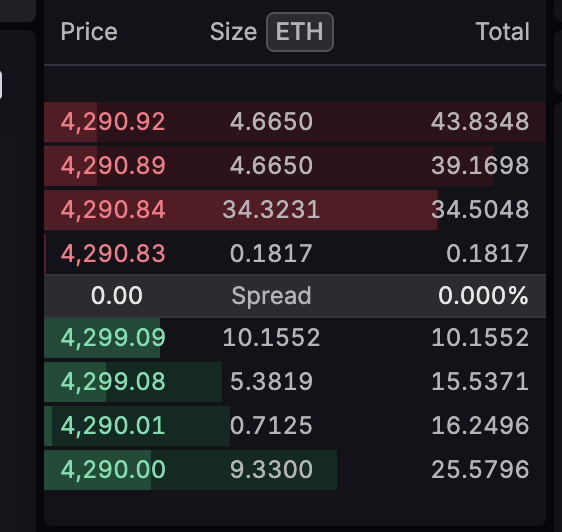 Price Size ETH Total
4,290.92 4.6650 43.8348
4,290.89 4.6650 39.1698
4,290.84 34.3231 34.5048
4,290.83 0.1817 0.1817
0.00 Spread 0.000%
4,299.09 10.1552 10.1552
4,299.08 5.3819 15.5371
4,290.01 0.7125 16.2496
4,290.00 9.3300 25.5796